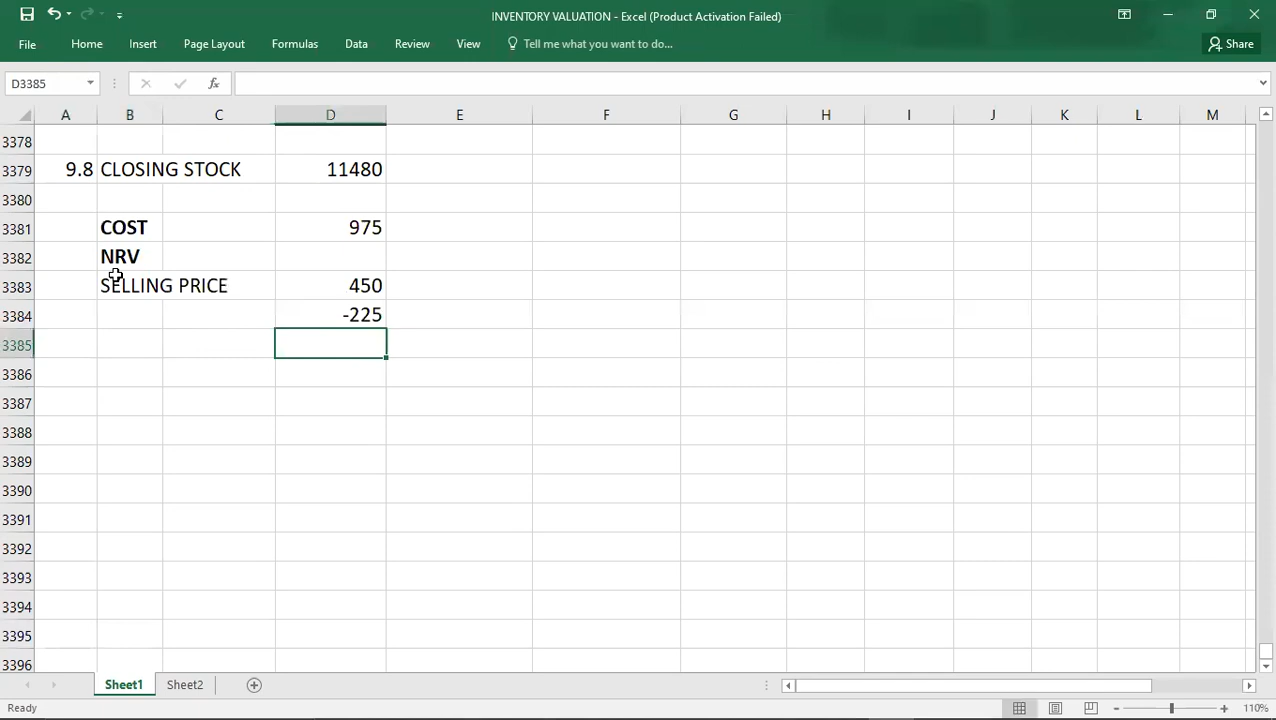 INVENTORY VALUATION - Excel (Product Activation Failed)
File Home Insert Page Layout Formulas Data Review View Tell me what you want to do... Share
D3385 fx
A B C D E F G H I J K L M
3378
3379 9.8 CLOSING STOCK 11480
3380
3381 COST 975
3382 NRV
3383 SELLING PRICE 450
3384 -225
3385
3386
3387
3388
3389
3390
3391
3392
3393
3394
3395
3396
Sheet1 Sheet2
Ready 110%